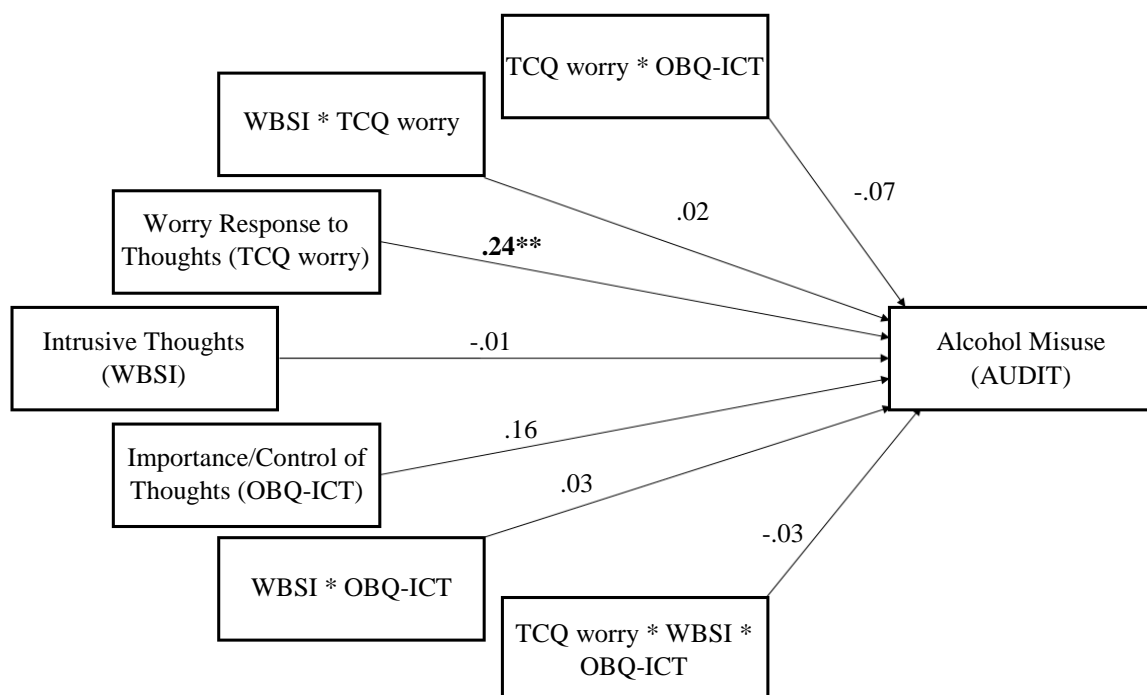 TCQ worry * OBQ-ICT
WBSI * TCQ worry
-.07
.02
Worry Response to
Thoughts (TCQ worry)
.24**
Intrusive Thoughts
(WBSI)
-.01
Alcohol Misuse
(AUDIT)
Importance/Control of
Thoughts (OBQ-ICT)
.16
.03
-.03
WBSI * OBQ-ICT
TCQ worry * WBSI *
OBQ-ICT